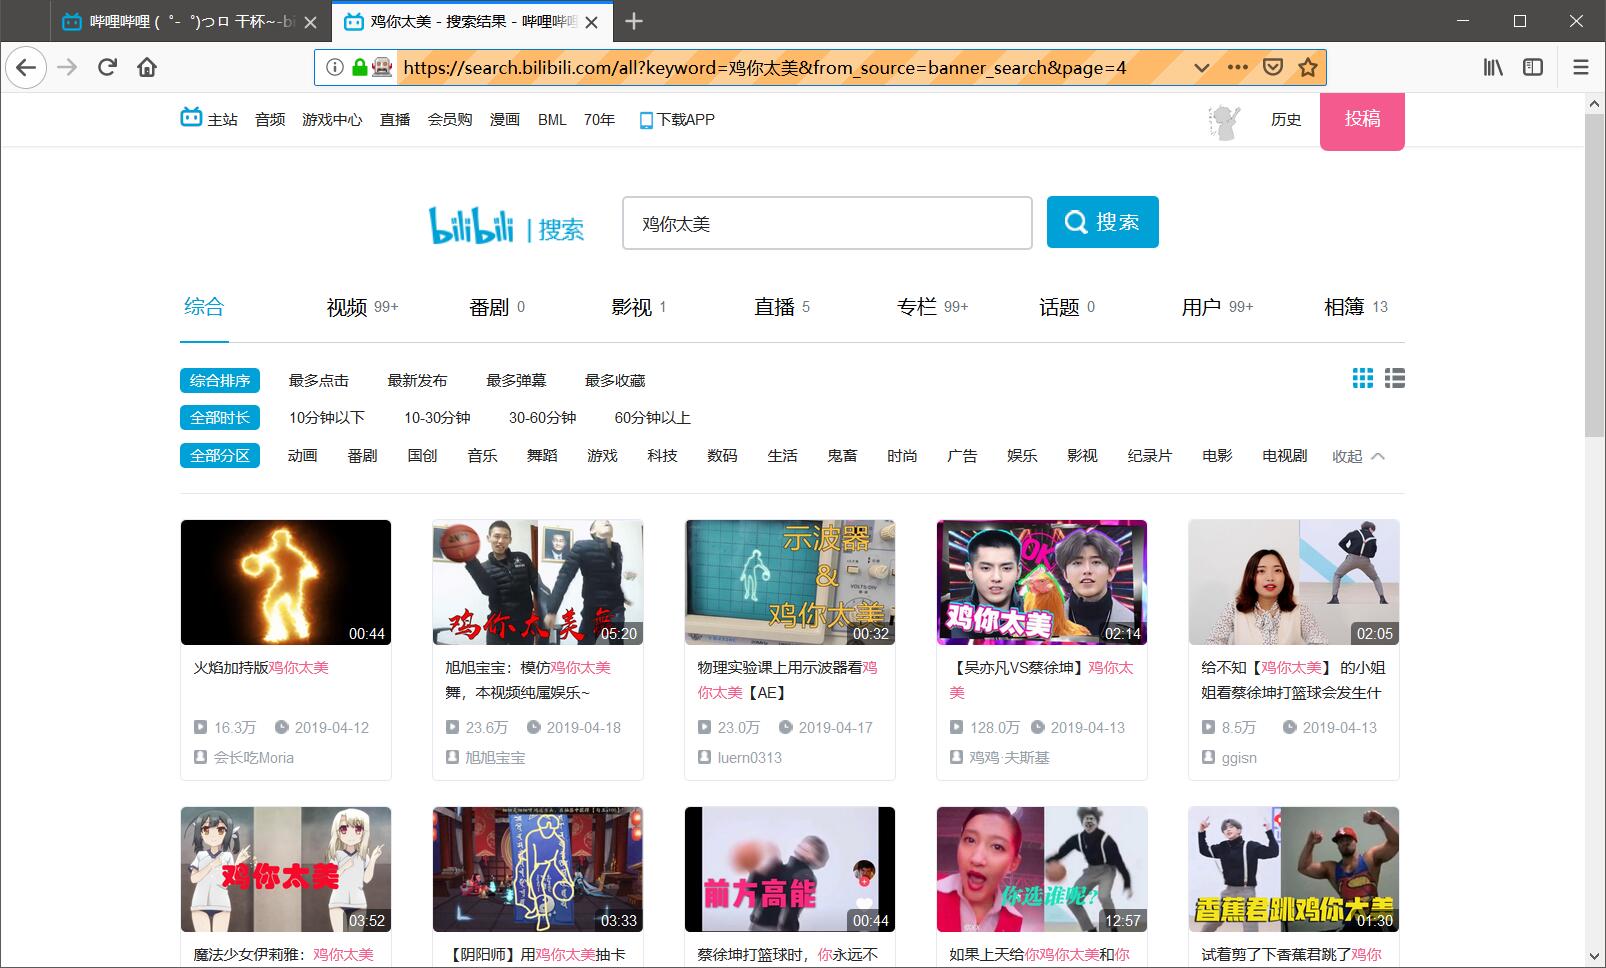 哔哩哔哩 (゜-゜)つロ 干杯~-bi
鸡你太美 - 搜索结果 - 哔哩哔哩
https://search.bilibili.com/all?keyword=鸡你太美&from_source=banner_search&page=4
主站 音频 游戏中心 直播 会员购 漫画 BML 70年 下载APP 历史 投稿
bilibili | 搜索 鸡你太美 搜索
综合 视频 99+ 番剧 0 影视 1 直播 5 专栏 99+ 话题 0 用户 99+ 相簿 13
综合排序 最多点击 最新发布 最多弹幕 最多收藏
全部时长 10分钟以下 10-30分钟 30-60分钟 60分钟以上
全部分区 动画 番剧 国创 音乐 舞蹈 游戏 科技 数码 生活 鬼畜 时尚 广告 娱乐 影视 纪录片 电影 电视剧 收起
00:44
火焰加持版鸡你太美
16.3万 2019-04-12
会长吃Moria
鸡你太美舞
05:20
旭旭宝宝：模仿鸡你太美
舞，本视频纯属娱乐~
23.6万 2019-04-18
旭旭宝宝
示波器
&
鸡你太美
00:32
物理实验课上用示波器看鸡
你太美【AE】
23.0万 2019-04-17
luern0313
OK
鸡你太美
02:14
【吴亦凡VS蔡徐坤】鸡你太
美
128.0万 2019-04-13
鸡鸡·夫斯基
02:05
给不知【鸡你太美】 的小姐
姐看蔡徐坤打篮球会发生什
8.5万 2019-04-13
ggisn
鸡你太美
03:52
魔法少女伊莉雅：鸡你太美
03:33
【阴阳师】用鸡你太美抽卡
前方高能
00:44
蔡徐坤打篮球时，你永远不
你选谁呢?
12:57
如果上天给你鸡你太美和你
香蕉君跳鸡你太美
01:30
试着剪了下香蕉君跳了鸡你